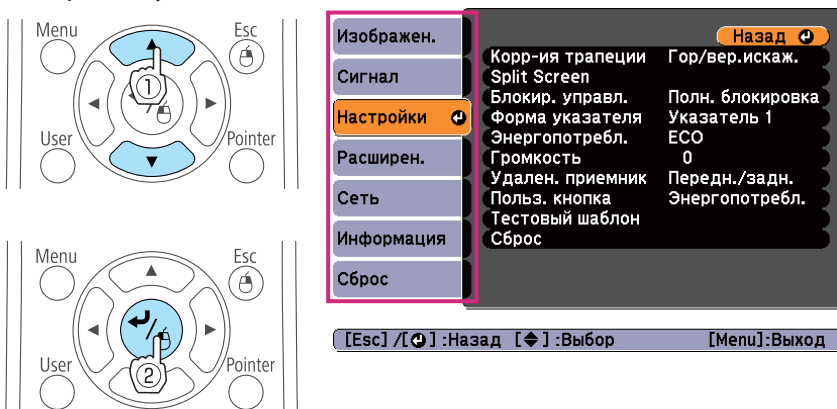 Menu
Esc
①
User
Pointer
Menu
Esc
User
②
Pointer
Изображен.
Сигнал
Настройки
Расширен.
Сеть
Информация
Сброс
Назад
Корр-ия трапеции Гор/вер.искаж.
Split Screen
Блокир. управл. Полн. блокировка
Форма указателя Указатель 1
Энергопотребл. ECO
Громкость 0
Удален. приемник Передн./задн.
Польз. кнопка Энергопотребл.
Тестовый шаблон
Сброс
[Esc] /[ ] :Назад [ ] :Выбор [Menu]:Выход